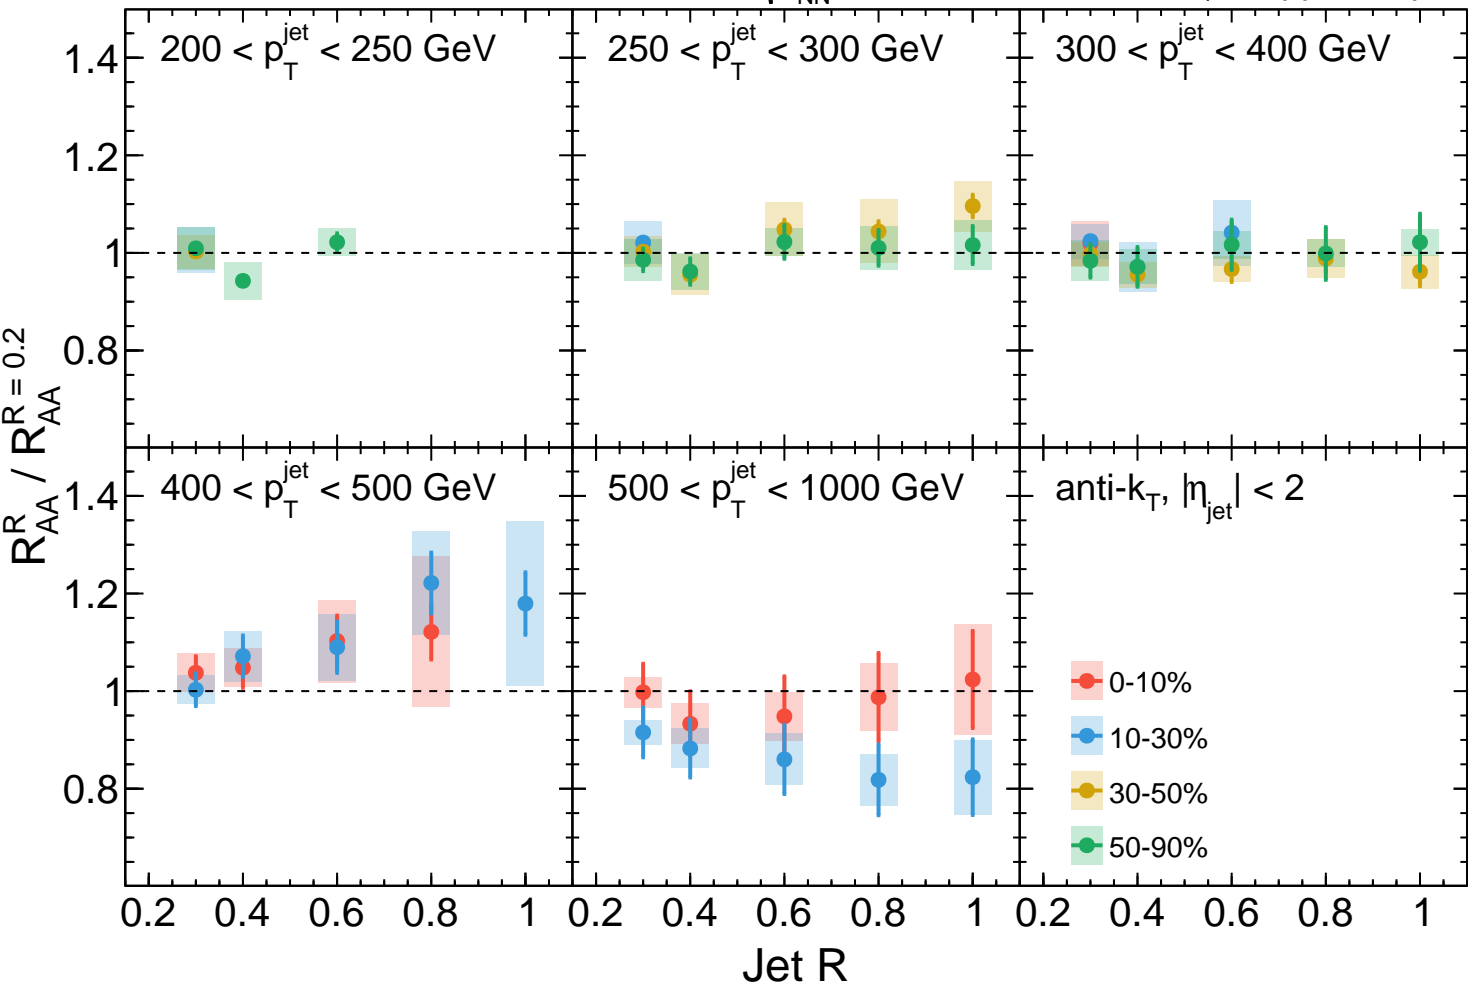 NN
200 < p_T^jet < 250 GeV
250 < p_T^jet < 300 GeV
300 < p_T^jet < 400 GeV
1.4
1.2
1
0.8
R_AA^R / R_AA^R = 0.2
400 < p_T^jet < 500 GeV
500 < p_T^jet < 1000 GeV
anti-k_T, |η_jet| < 2
1.4
1.2
1
0.8
0-10%
10-30%
30-50%
50-90%
0.2 0.4 0.6 0.8 1
0.2 0.4 0.6 0.8 1
0.2 0.4 0.6 0.8 1
Jet R